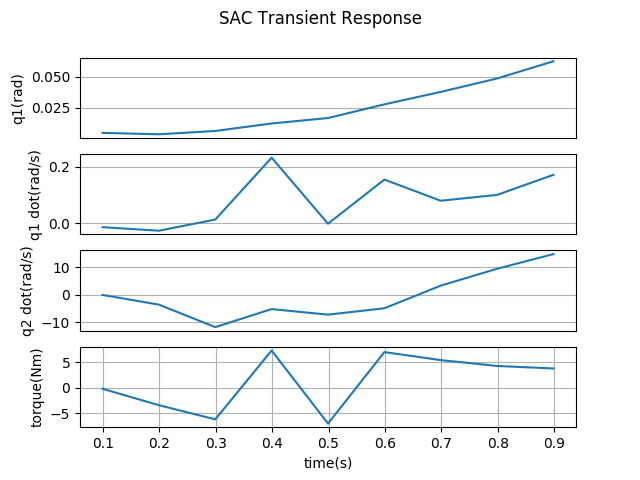 SAC Transient Response
q1(rad)
0.050
0.025
q1 dot(rad/s)
0.2
0.0
q2 dot(rad/s)
10
0
−10
torque(Nm)
5
0
−5
0.1 0.2 0.3 0.4 0.5 0.6 0.7 0.8 0.9
time(s)